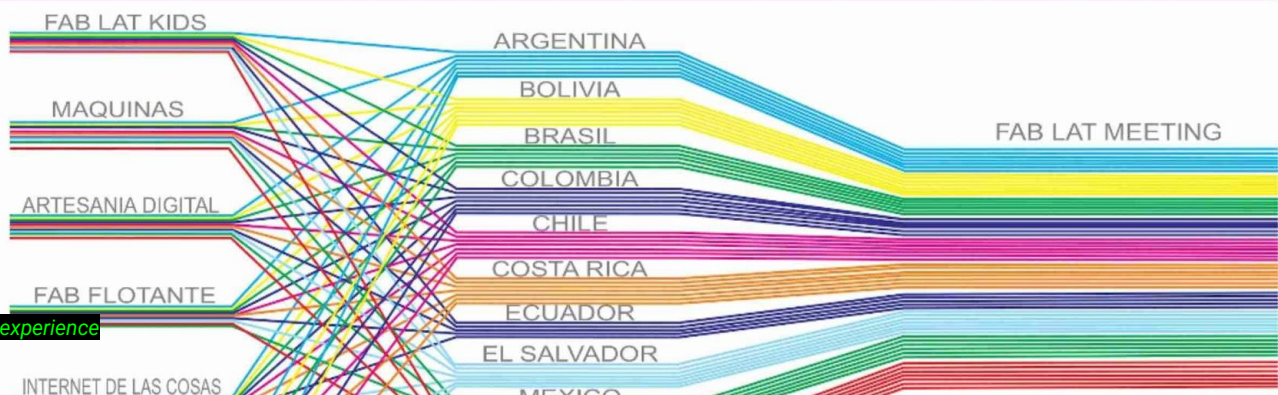 FAB LAT KIDS
MAQUINAS
ARTESANIA DIGITAL
FAB FLOTANTE
experience
INTERNET DE LAS COSAS
ARGENTINA
BOLIVIA
BRASIL
COLOMBIA
CHILE
COSTA RICA
ECUADOR
EL SALVADOR
MEXICO
FAB LAT MEETING